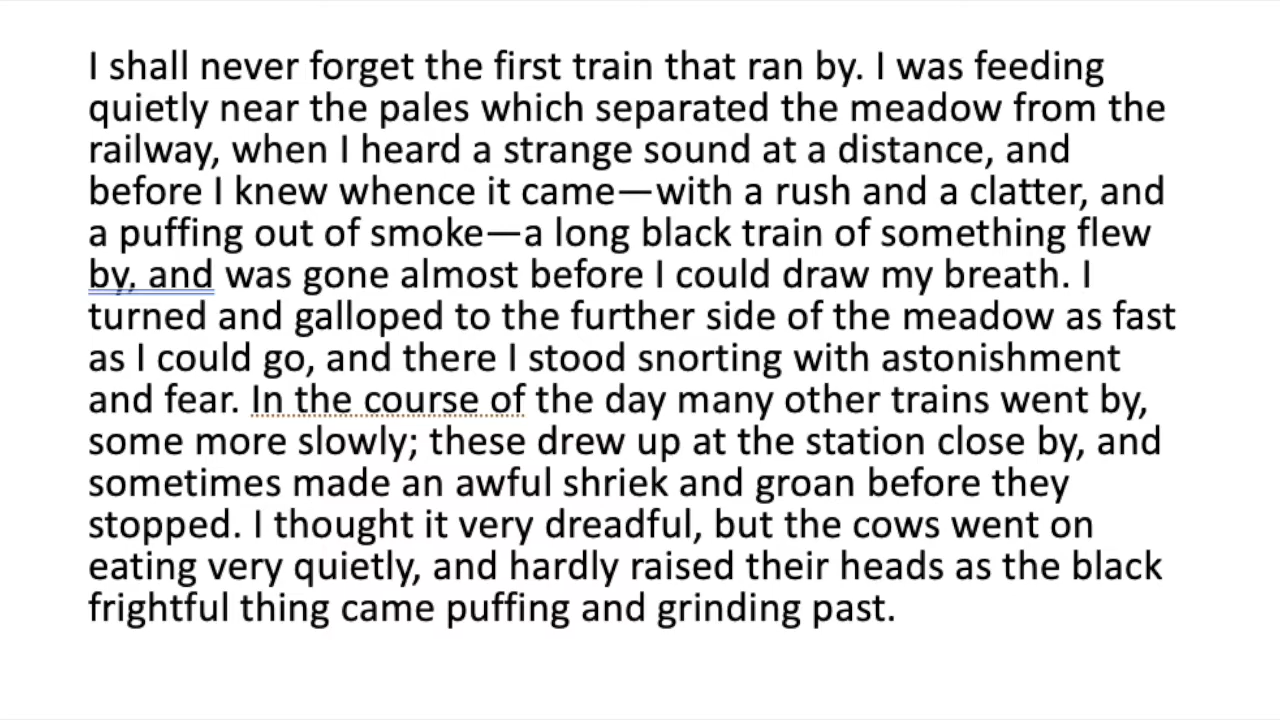 I shall never forget the first train that ran by. I was feeding
quietly near the pales which separated the meadow from the
railway, when I heard a strange sound at a distance, and
before I knew whence it came—with a rush and a clatter, and
a puffing out of smoke—a long black train of something flew
by, and was gone almost before I could draw my breath. I
turned and galloped to the further side of the meadow as fast
as I could go, and there I stood snorting with astonishment
and fear. In the course of the day many other trains went by,
some more slowly; these drew up at the station close by, and
sometimes made an awful shriek and groan before they
stopped. I thought it very dreadful, but the cows went on
eating very quietly, and hardly raised their heads as the black
frightful thing came puffing and grinding past.